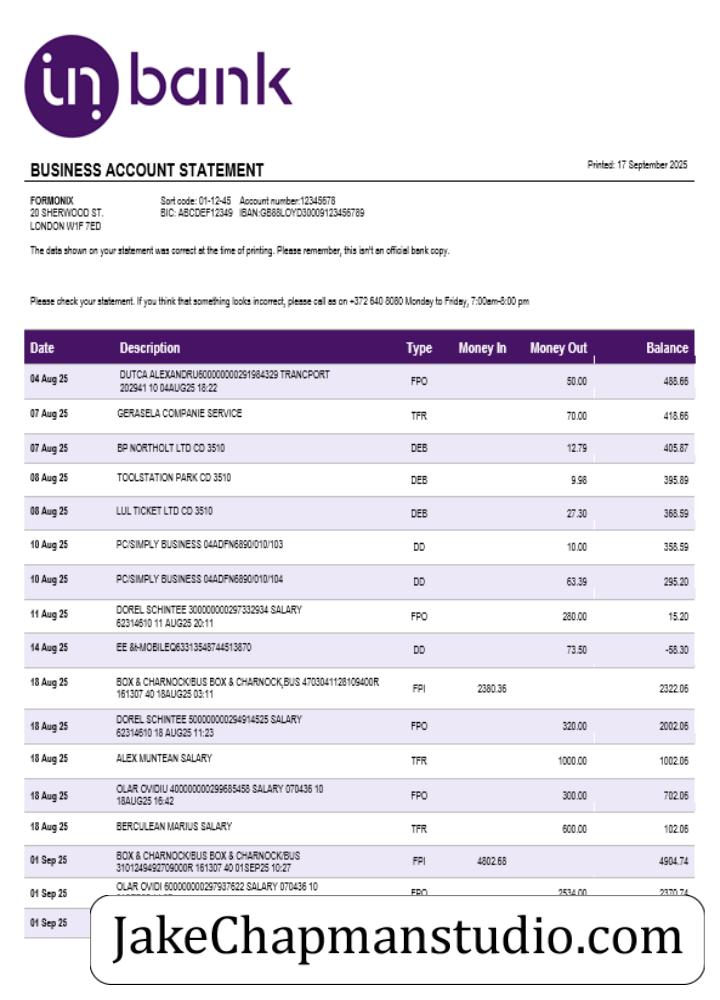 in bank
BUSINESS ACCOUNT STATEMENT
Printed: 17 September 2025
FORMONIX
20 SHERWOOD ST.
LONDON W1F 7ED
Sort code: 01-12-45 Account number:12345678
BIC: ABCDEF12349 IBAN:GB88LOYD30009123456789
The data shown on your statement was correct at the time of printing. Please remember, this isn't an official bank copy.
Please check your statement. If you think that something looks incorrect, please call as on +372 640 8080 Monday to Friday, 7:00am-8:00 pm
Date Description Type Money In Money Out Balance
04 Aug 25 DUTCA ALEXANDRU600000000291984329 TRANCPORT FPO 50.00 488.66
202941 10 04AUG25 18:22
07 Aug 25 GERASELA COMPANIE SERVICE TFR 70.00 418.66
07 Aug 25 BP NORTHOLT LTD CD 3510 DEB 12.79 405.87
08 Aug 25 TOOLSTATION PARK CD 3510 DEB 9.98 395.89
08 Aug 25 LUL TICKET LTD CD 3510 DEB 27.30 368.59
10 Aug 25 PC/SIMPLY BUSINESS 04ADFN6890/010/103 DD 10.00 358.59
10 Aug 25 PC/SIMPLY BUSINESS 04ADFN6890/010/104 DD 63.39 295.20
11 Aug 25 DOREL SCHINTEE 300000000297332934 SALARY FPO 280.00 15.20
62314610 11 AUG25 20:11
14 Aug 25 EE &t-MOBILEQ63313548744513870 DD 73.50 -58.30
18 Aug 25 BOX & CHARNOCK/BUS BOX & CHARNOCK,BUS 4703041128109400R FPI 2380.36 2322.06
161307 40 18AUG25 03:11
18 Aug 25 DOREL SCHINTEE 500000000294914525 SALARY FPO 320.00 2002.06
62314610 18 AUG25 11:23
18 Aug 25 ALEX MUNTEAN SALARY TFR 1000.00 1002.06
18 Aug 25 OLAR OVIDIU 400000000299685458 SALARY 070436 10 FPO 300.00 702.06
18AUG25 16:42
18 Aug 25 BERCULEAN MARIUS SALARY TFR 600.00 102.06
01 Sep 25 BOX & CHARNOCK/BUS BOX & CHARNOCK/BUS FPI 4802.68 4904.74
3101249492709000R 161307 40 01SEP25 10:27
01 Sep 25 OLAR OVIDI 600000000297937622 SALARY 070436 10 FPO 2534.00 2370.74
01 Sep 25
JakeChapmanstudio.com